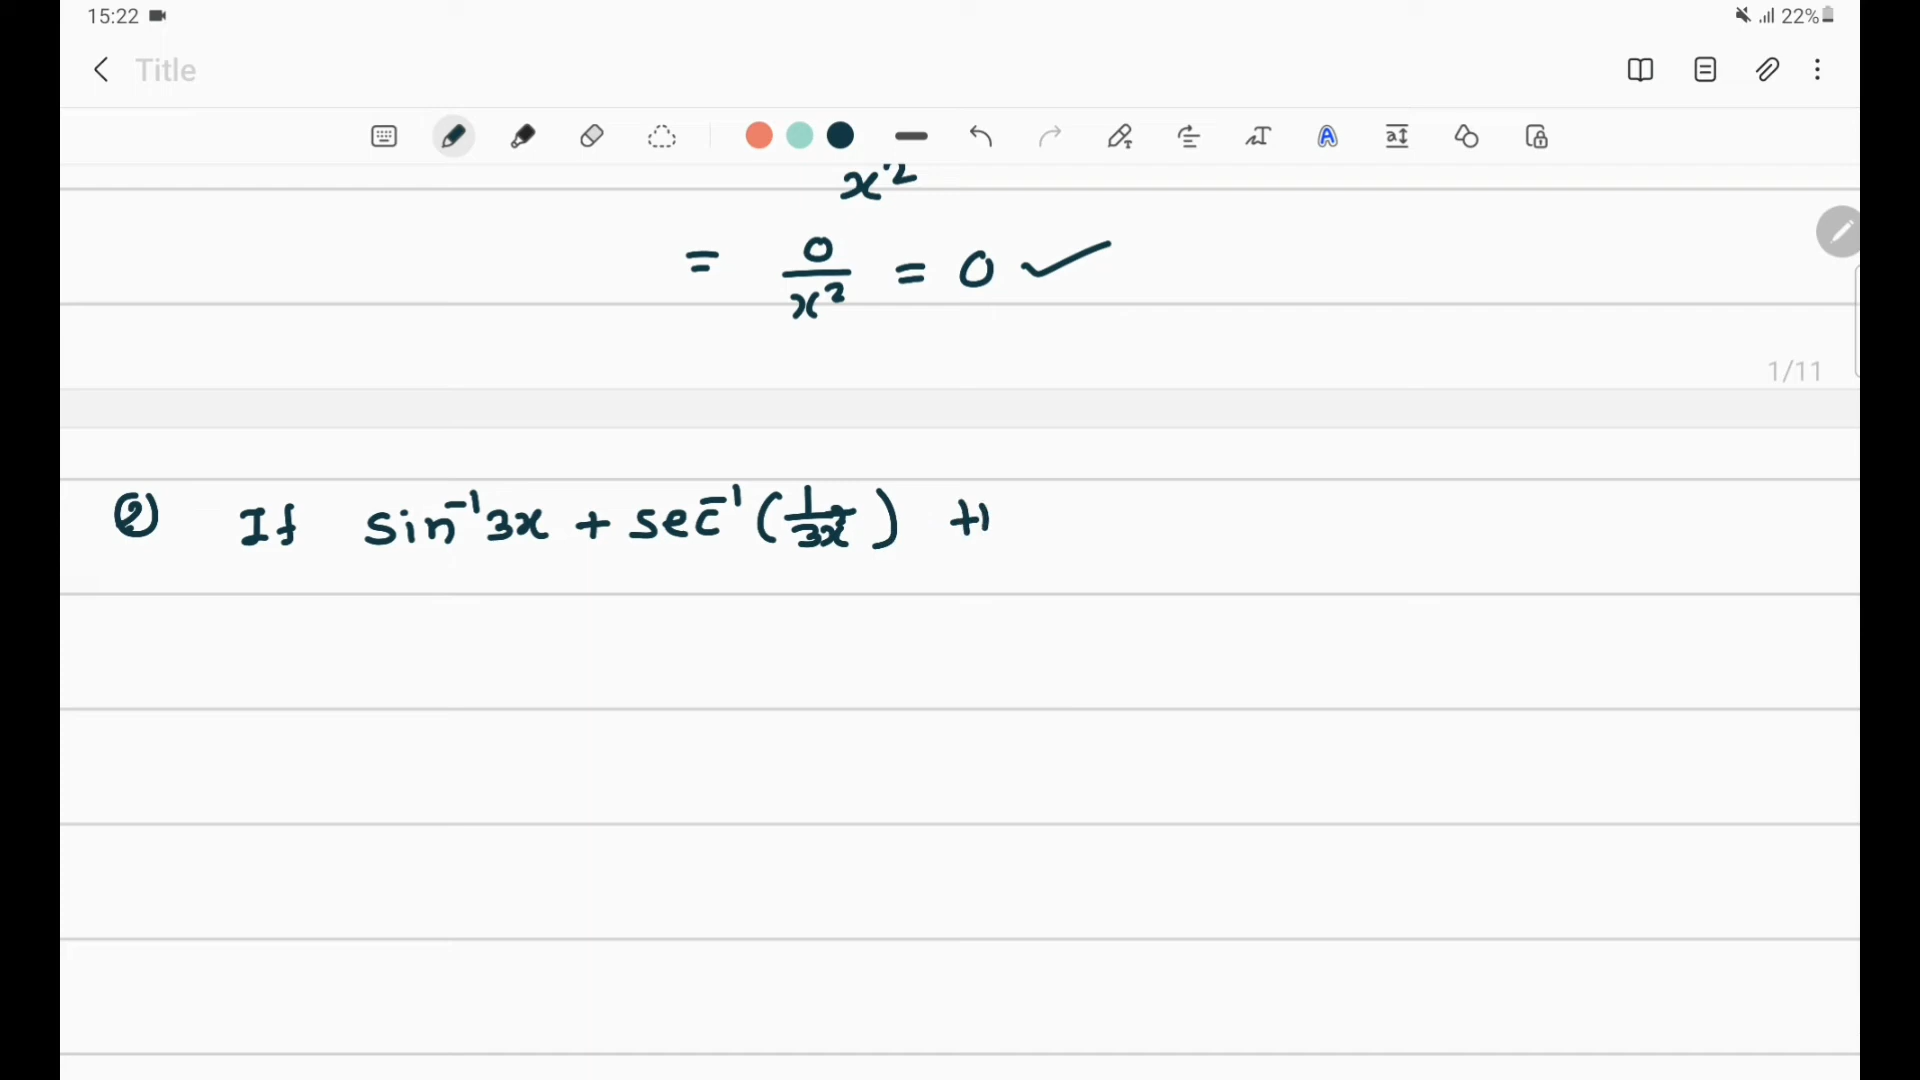 15:22 22%
Title
x²
= 0/x² = 0 ✓
1/11
② If sin⁻¹3x + sec⁻¹(1/3x) +